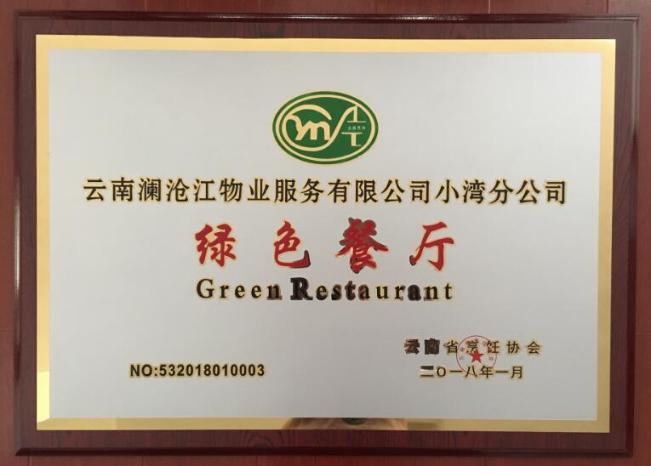 云南澜沧江物业服务有限公司小湾分公司
绿色餐厅
Green Restaurant
云南省烹饪协会
NO:532018010003
二〇一八年一月